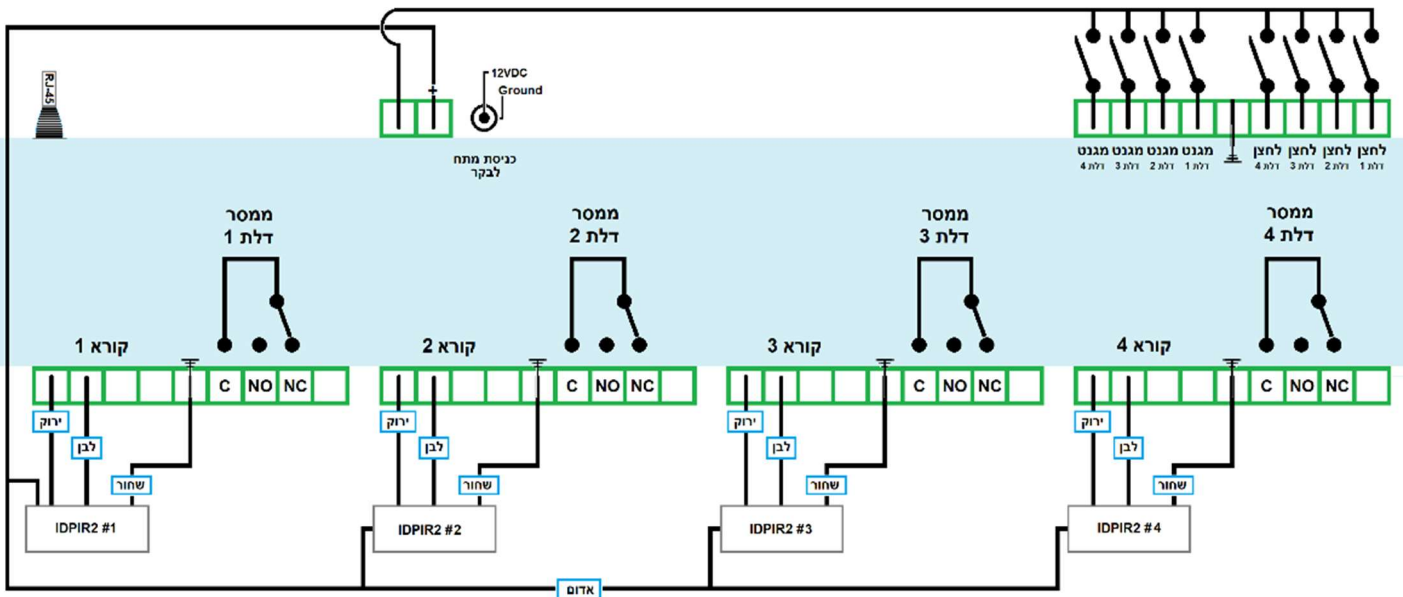 RJ-45
+
12VDC
Ground
כניסת מתח
לבקר
מגנט
דלת 4
מגנט
דלת 3
מגנט
דלת 2
מגנט
דלת 1
לחצן
דלת 4
לחצן
דלת 3
לחצן
דלת 2
לחצן
דלת 1
ממסר
דלת 1
ממסר
דלת 2
ממסר
דלת 3
ממסר
דלת 4
קורא 1
קורא 2
קורא 3
קורא 4
C NO NC
C NO NC
C NO NC
C NO NC
ירוק
לבן
שחור
ירוק
לבן
שחור
ירוק
לבן
שחור
ירוק
לבן
שחור
IDPIR2 #1
IDPIR2 #2
IDPIR2 #3
IDPIR2 #4
אדום